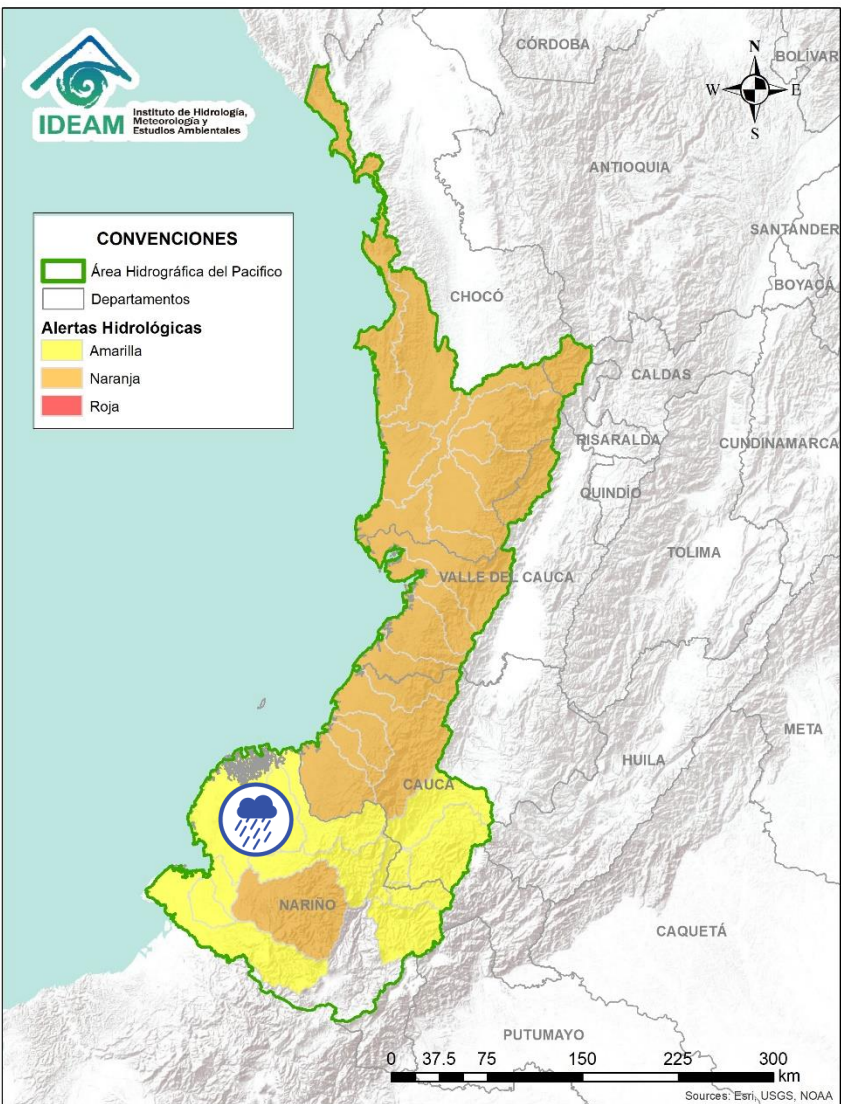 IDEAM
Instituto de Hidrología,
Meteorología y
Estudios Ambientales
N
W E
S
CÓRDOBA
BOLÍVAR
ANTIOQUIA
SANTANDER
BOYACÁ
CHOCÓ
CONVENCIONES
Área Hidrográfica del Pacifico
Departamentos
Alertas Hidrológicas
Amarilla
Naranja
Roja
CALDAS
RISARALDA
CUNDINAMARCA
QUINDÍO
TOLIMA
VALLE DEL CAUCA
META
HUILA
CAUCA
NARIÑO
CAQUETÁ
PUTUMAYO
0 37.5 75 150 225 300
km
Sources: Esri, USGS, NOAA